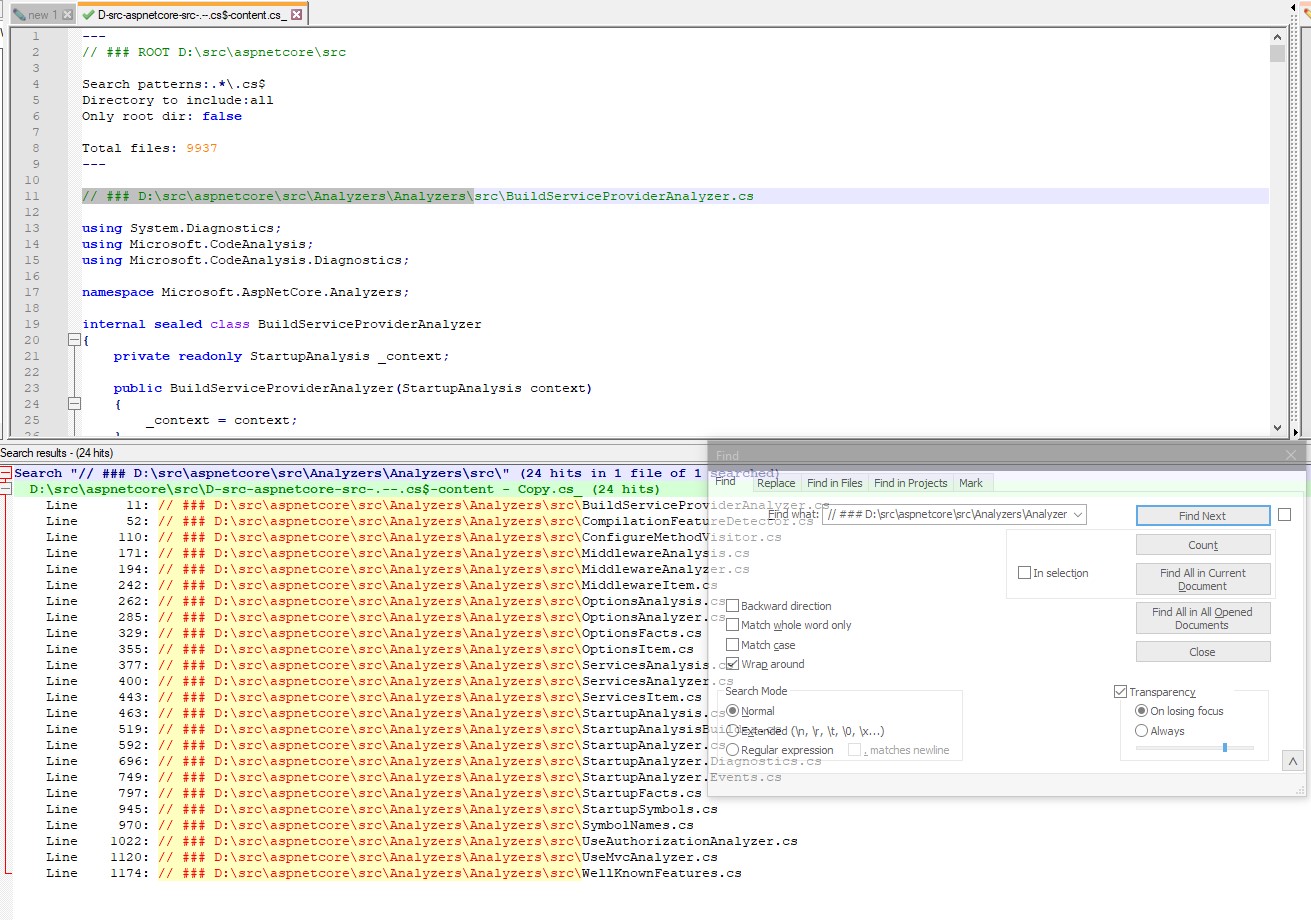 new 1
D-src-aspnetcore-src-.--.cs$-content.cs_
1 ---
2 // ### ROOT D:\src\aspnetcore\src
3
4 Search patterns:.*\.cs$
5 Directory to include:all
6 Only root dir: false
7
8 Total files: 9937
9 ---
10
11 // ### D:\src\aspnetcore\src\Analyzers\Analyzers\src\BuildServiceProviderAnalyzer.cs
12
13 using System.Diagnostics;
14 using Microsoft.CodeAnalysis;
15 using Microsoft.CodeAnalysis.Diagnostics;
16
17 namespace Microsoft.AspNetCore.Analyzers;
18
19 internal sealed class BuildServiceProviderAnalyzer
20 {
21 private readonly StartupAnalysis _context;
22
23 public BuildServiceProviderAnalyzer(StartupAnalysis context)
24 {
25 _context = context;
26 }
Search results - (24 hits)
Search "// ### D:\src\aspnetcore\src\Analyzers\Analyzers\src\" (24 hits in 1 file of 1 searched)
D:\src\aspnetcore\src\D-src-aspnetcore-src-.--.cs$-content - Copy.cs_ (24 hits)
Line 11: // ### D:\src\aspnetcore\src\Analyzers\Analyzers\src\BuildServiceProviderAnalyzer.cs
Line 52: // ### D:\src\aspnetcore\src\Analyzers\Analyzers\src\CompilationFeatureDetector.cs
Line 110: // ### D:\src\aspnetcore\src\Analyzers\Analyzers\src\ConfigureMethodVisitor.cs
Line 171: // ### D:\src\aspnetcore\src\Analyzers\Analyzers\src\MiddlewareAnalysis.cs
Line 194: // ### D:\src\aspnetcore\src\Analyzers\Analyzers\src\MiddlewareAnalyzer.cs
Line 242: // ### D:\src\aspnetcore\src\Analyzers\Analyzers\src\MiddlewareItem.cs
Line 262: // ### D:\src\aspnetcore\src\Analyzers\Analyzers\src\OptionsAnalysis.cs
Line 285: // ### D:\src\aspnetcore\src\Analyzers\Analyzers\src\OptionsAnalyzer.cs
Line 329: // ### D:\src\aspnetcore\src\Analyzers\Analyzers\src\OptionsFacts.cs
Line 355: // ### D:\src\aspnetcore\src\Analyzers\Analyzers\src\OptionsItem.cs
Line 377: // ### D:\src\aspnetcore\src\Analyzers\Analyzers\src\ServicesAnalysis.cs
Line 400: // ### D:\src\aspnetcore\src\Analyzers\Analyzers\src\ServicesAnalyzer.cs
Line 443: // ### D:\src\aspnetcore\src\Analyzers\Analyzers\src\ServicesItem.cs
Line 463: // ### D:\src\aspnetcore\src\Analyzers\Analyzers\src\StartupAnalysis.cs
Line 519: // ### D:\src\aspnetcore\src\Analyzers\Analyzers\src\StartupAnalysisBuilder.cs
Line 592: // ### D:\src\aspnetcore\src\Analyzers\Analyzers\src\StartupAnalyzer.cs
Line 696: // ### D:\src\aspnetcore\src\Analyzers\Analyzers\src\StartupAnalyzer.Diagnostics.cs
Line 749: // ### D:\src\aspnetcore\src\Analyzers\Analyzers\src\StartupAnalyzer.Events.cs
Line 797: // ### D:\src\aspnetcore\src\Analyzers\Analyzers\src\StartupFacts.cs
Line 945: // ### D:\src\aspnetcore\src\Analyzers\Analyzers\src\StartupSymbols.cs
Line 970: // ### D:\src\aspnetcore\src\Analyzers\Analyzers\src\SymbolNames.cs
Line 1022: // ### D:\src\aspnetcore\src\Analyzers\Analyzers\src\UseAuthorizationAnalyzer.cs
Line 1120: // ### D:\src\aspnetcore\src\Analyzers\Analyzers\src\UseMvcAnalyzer.cs
Line 1174: // ### D:\src\aspnetcore\src\Analyzers\Analyzers\src\WellKnownFeatures.cs
Find
Find Replace Find in Files Find in Projects Mark
Find what: // ### D:\src\aspnetcore\src\Analyzers\Analyzer
Find Next
Count
In selection
Find All in Current Document
Find All in All Opened Documents
Close
Backward direction
Match whole word only
Match case
Wrap around
Search Mode
Normal
Extended (\n, \r, \t, \0, \x...)
Regular expression
. matches newline
Transparency
On losing focus
Always